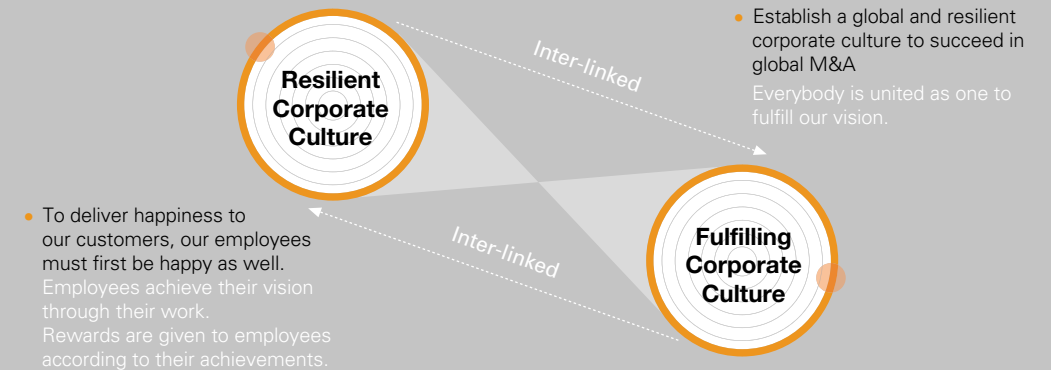 Resilient
Corporate
Culture
Inter-linked
• Establish a global and resilient
corporate culture to succeed in
global M&A
Everybody is united as one to
fulfill our vision.
• To deliver happiness to
our customers, our employees
must first be happy as well.
Employees achieve their vision
through their work.
Rewards are given to employees
according to their achievements.
Inter-linked
Fulfilling
Corporate
Culture